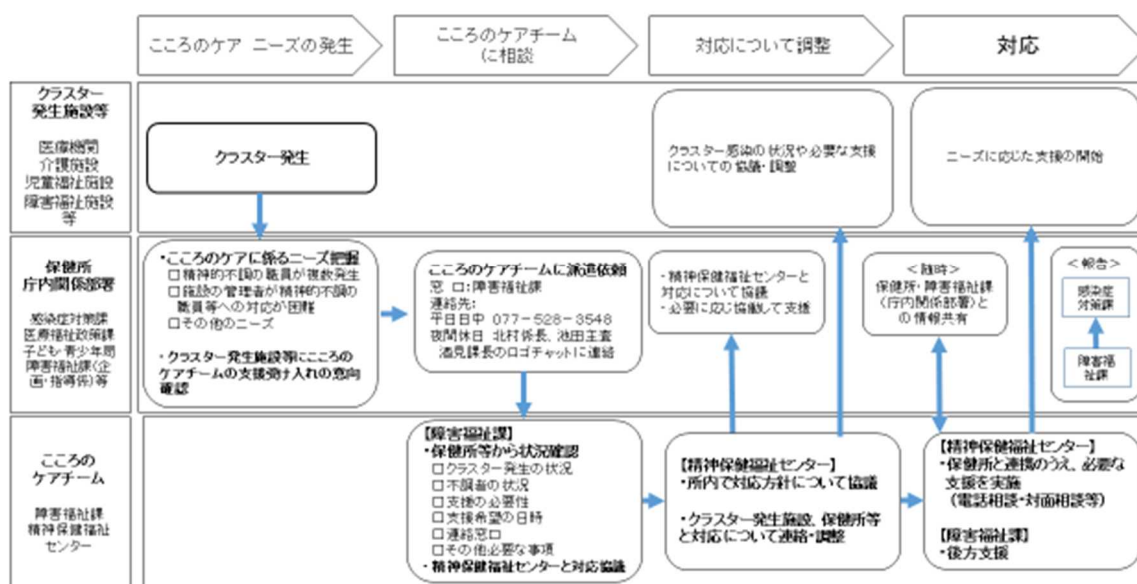 こころのケア ニーズの発生
こころのケアチーム
に相談
対応について調整
対応
クラスター
発生施設等
医療機関
介護施設
児童福祉施設
障害福祉施設
等
クラスター発生
クラスター感染の状況や必要な支援
についての協議・調整
ニーズに応じた支援の開始
保健所
庁内関係部署
感染症対策課
医療福祉政策課
子ども・青少年局
障害福祉課(企
画・指導係)等
・こころのケアに係るニーズ把握
□精神的不調の職員が複数発生
□施設の管理者が精神的不調の
職員等への対応が困難
□その他のニーズ
・クラスター発生施設等にこころの
ケアチームの支援受け入れの意向
確認
こころのケアチームに派遣依頼
窓口:障害福祉課
連絡先:
平日日中 077-528-3548
夜間休日 北村係長、池田主査
酒見課長のロゴチャットに連絡
・精神保健福祉センターと
対応について協議
・必要に応じ協働して支援
<随時>
保健所・障害福祉課
(庁内関係部署)と
の情報共有
<報告>
感染症
対策課
障害福
祉課
こころの
ケアチーム
障害福祉課
精神保健福祉
センター
【障害福祉課】
・保健所等から状況確認
□クラスター発生の状況
□不調者の状況
□支援の必要性
□支援希望の日時
□連絡窓口
□その他必要な事項
・精神保健福祉センターと対応協議
【精神保健福祉センター】
・所内で対応方針について協議
・クラスター発生施設、保健所等
と対応について連絡・調整
【精神保健福祉センター】
・保健所と連携のうえ、必要な
支援を実施
(電話相談・対面相談等)
【障害福祉課】
・後方支援